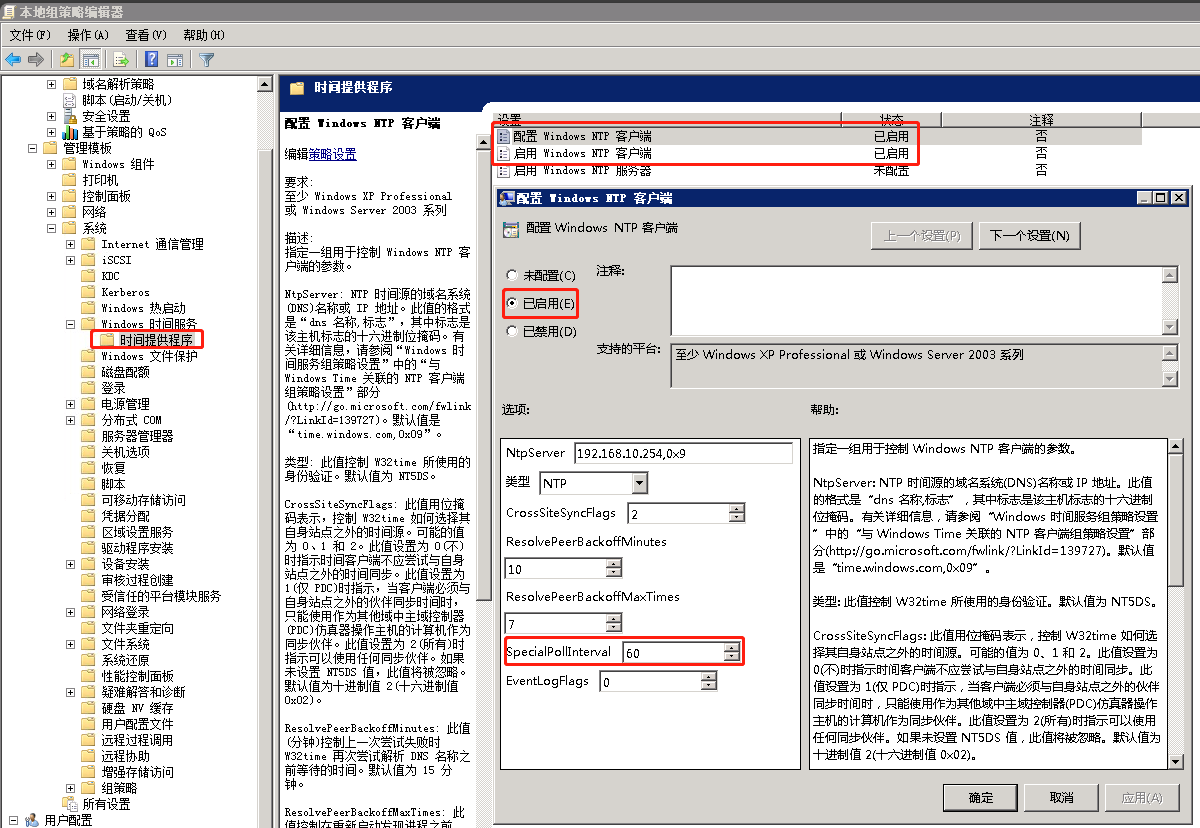 本地组策略编辑器
文件(F) 操作(A) 查看(V) 帮助(H)
域名解析策略
脚本(启动/关机)
安全设置
基于策略的 QoS
管理模板
Windows 组件
打印机
控制面板
网络
系统
Internet 通信管理
iSCSI
KDC
Kerberos
Windows 热启动
Windows 时间服务
时间提供程序
Windows 文件保护
磁盘配额
登录
电源管理
分布式 COM
服务器管理器
关机选项
恢复
脚本
可移动存储访问
凭据分配
区域设置服务
驱动程序安装
设备安装
审核过程创建
受信任的平台模块服务
网络登录
文件夹重定向
文件系统
系统还原
性能控制面板
疑难解答和诊断
硬盘 NV 缓存
用户配置文件
远程过程调用
远程协助
增强存储访问
组策略
所有设置
用户配置
时间提供程序
配置 Windows NTP 客户端
编辑策略设置
要求:
至少 Windows XP Professional
或 Windows Server 2003 系列
描述:
指定一组用于控制 Windows NTP 客
户端的参数。
NtpServer: NTP 时间源的域名系统
(DNS)名称或 IP 地址。此值的格式
是“dns 名称,标志”，其中标志是
该主机标志的十六进制位掩码。有
关详细信息，请参阅“Windows 时
间服务组策略设置”中的“与
Windows Time 关联的 NTP 客户端
组策略设置”部分
(http://go.microsoft.com/fwlink
/?LinkId=139727)。默认值是
“time.windows.com,0x09”。
类型: 此值控制 W32time 所使用的
身份验证。默认值为 NT5DS。
CrossSiteSyncFlags: 此值用位掩
码表示，控制 W32time 如何选择其
自身站点之外的时间源。可能的值
为 0、1 和 2。此值设置为 0(不)
时指示时间客户端不应尝试与自身
站点之外的时间同步。此值设置为
1(仅 PDC)时指示，当客户端必须与
自身站点之外的伙伴同步时间时，
只能使用作为其他域中主域控制器
(PDC)仿真器操作主机的计算机作为
同步伙伴。此值设置为 2(所有)时
指示可以使用任何同步伙伴。如果
未设置 NT5DS 值，此值将被忽略。
默认值为十进制值 2(十六进制值
0x02)。
ResolvePeerBackoffMinutes: 此值
(分钟)控制上一次尝试失败时
W32time 再次尝试解析 DNS 名称之
前等待的时间。默认值为 15 分
钟。
ResolvePeerBackoffMaxTimes: 此
值控制在重新启动发现进程之前
设置 状态 注释
配置 Windows NTP 客户端 已启用 否
启用 Windows NTP 客户端 已启用 否
启用 Windows NTP 服务器 未配置 否
配置 Windows NTP 客户端
配置 Windows NTP 客户端
上一个设置(P) 下一个设置(N)
未配置(C) 注释:
已启用(E)
已禁用(D)
支持的平台: 至少 Windows XP Professional 或 Windows Server 2003 系列
选项: 帮助:
NtpServer 192.168.10.254,0x9
类型 NTP
CrossSiteSyncFlags 2
ResolvePeerBackoffMinutes
10
ResolvePeerBackoffMaxTimes
7
SpecialPollInterval 60
EventLogFlags 0
指定一组用于控制 Windows NTP 客户端的参数。
NtpServer: NTP 时间源的域名系统(DNS)名称或 IP 地址。此值
的格式是“dns 名称,标志”，其中标志是该主机标志的十六进制
位掩码。有关详细信息，请参阅“Windows 时间服务组策略设置”
中的“与 Windows Time 关联的 NTP 客户端组策略设置”部
分(http://go.microsoft.com/fwlink/?LinkId=139727)。默认值
是“time.windows.com,0x09”。
类型: 此值控制 W32time 所使用的身份验证。默认值为 NT5DS。
CrossSiteSyncFlags: 此值用位掩码表示，控制 W32time 如何选
择其自身站点之外的时间源。可能的值为 0、1 和 2。此值设置为
0(不)时指示时间客户端不应尝试与自身站点之外的时间同步。此
值设置为 1(仅 PDC)时指示，当客户端必须与自身站点之外的伙伴
同步时间时，只能使用作为其他域中主域控制器(PDC)仿真器操作
主机的计算机作为同步伙伴。此值设置为 2(所有)时指示可以使用
任何同步伙伴。如果未设置 NT5DS 值，此值将被忽略。默认值为
十进制值 2(十六进制值 0x02)。
确定 取消 应用(A)